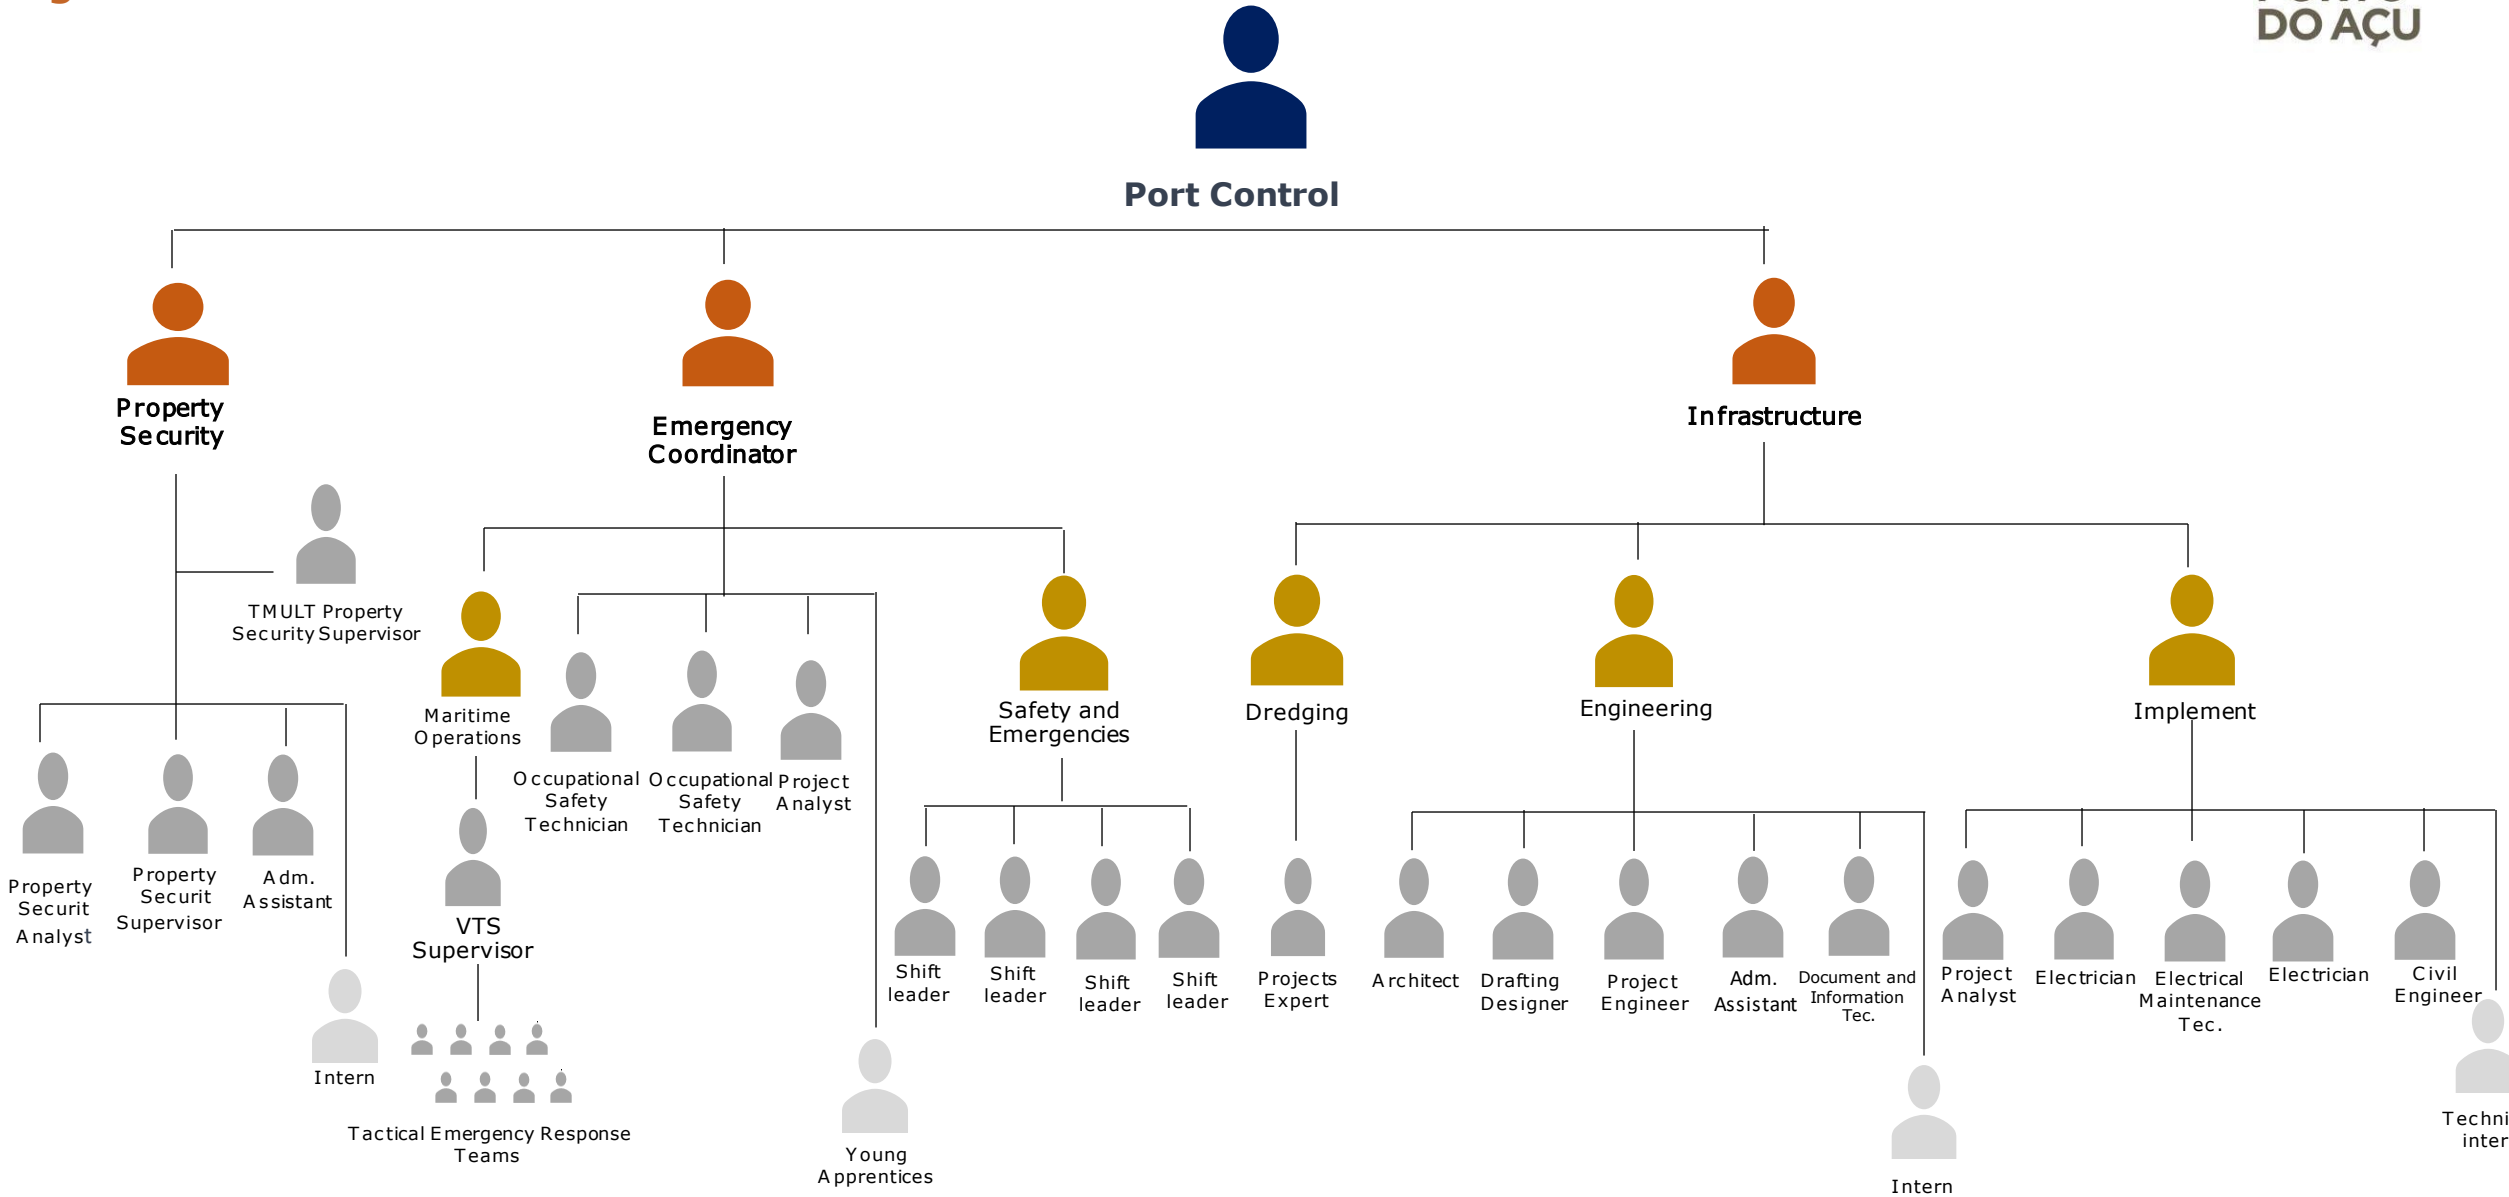 DO AÇU
Port Control
Property
Security
Emergency
Coordinator
Infrastructure
TMULT Property
Security Supervisor
Maritime
Operations
Safety and
Emergencies
Dredging
Engineering
Implement
Occupational
Safety
Technician
Occupational
Safety
Technician
Project
Analyst
Property
Securit
Analyst
Property
Securit
Supervisor
Adm.
Assistant
VTS
Supervisor
Shift
leader
Shift
leader
Shift
leader
Shift
leader
Projects
Expert
Architect
Drafting
Designer
Project
Engineer
Adm.
Assistant
Document and
Information
Tec.
Project
Analyst
Electrician
Electrical
Maintenance
Tec.
Electrician
Civil
Engineer
Intern
Tactical Emergency Response
Teams
Young
Apprentices
Intern
Techni
inter